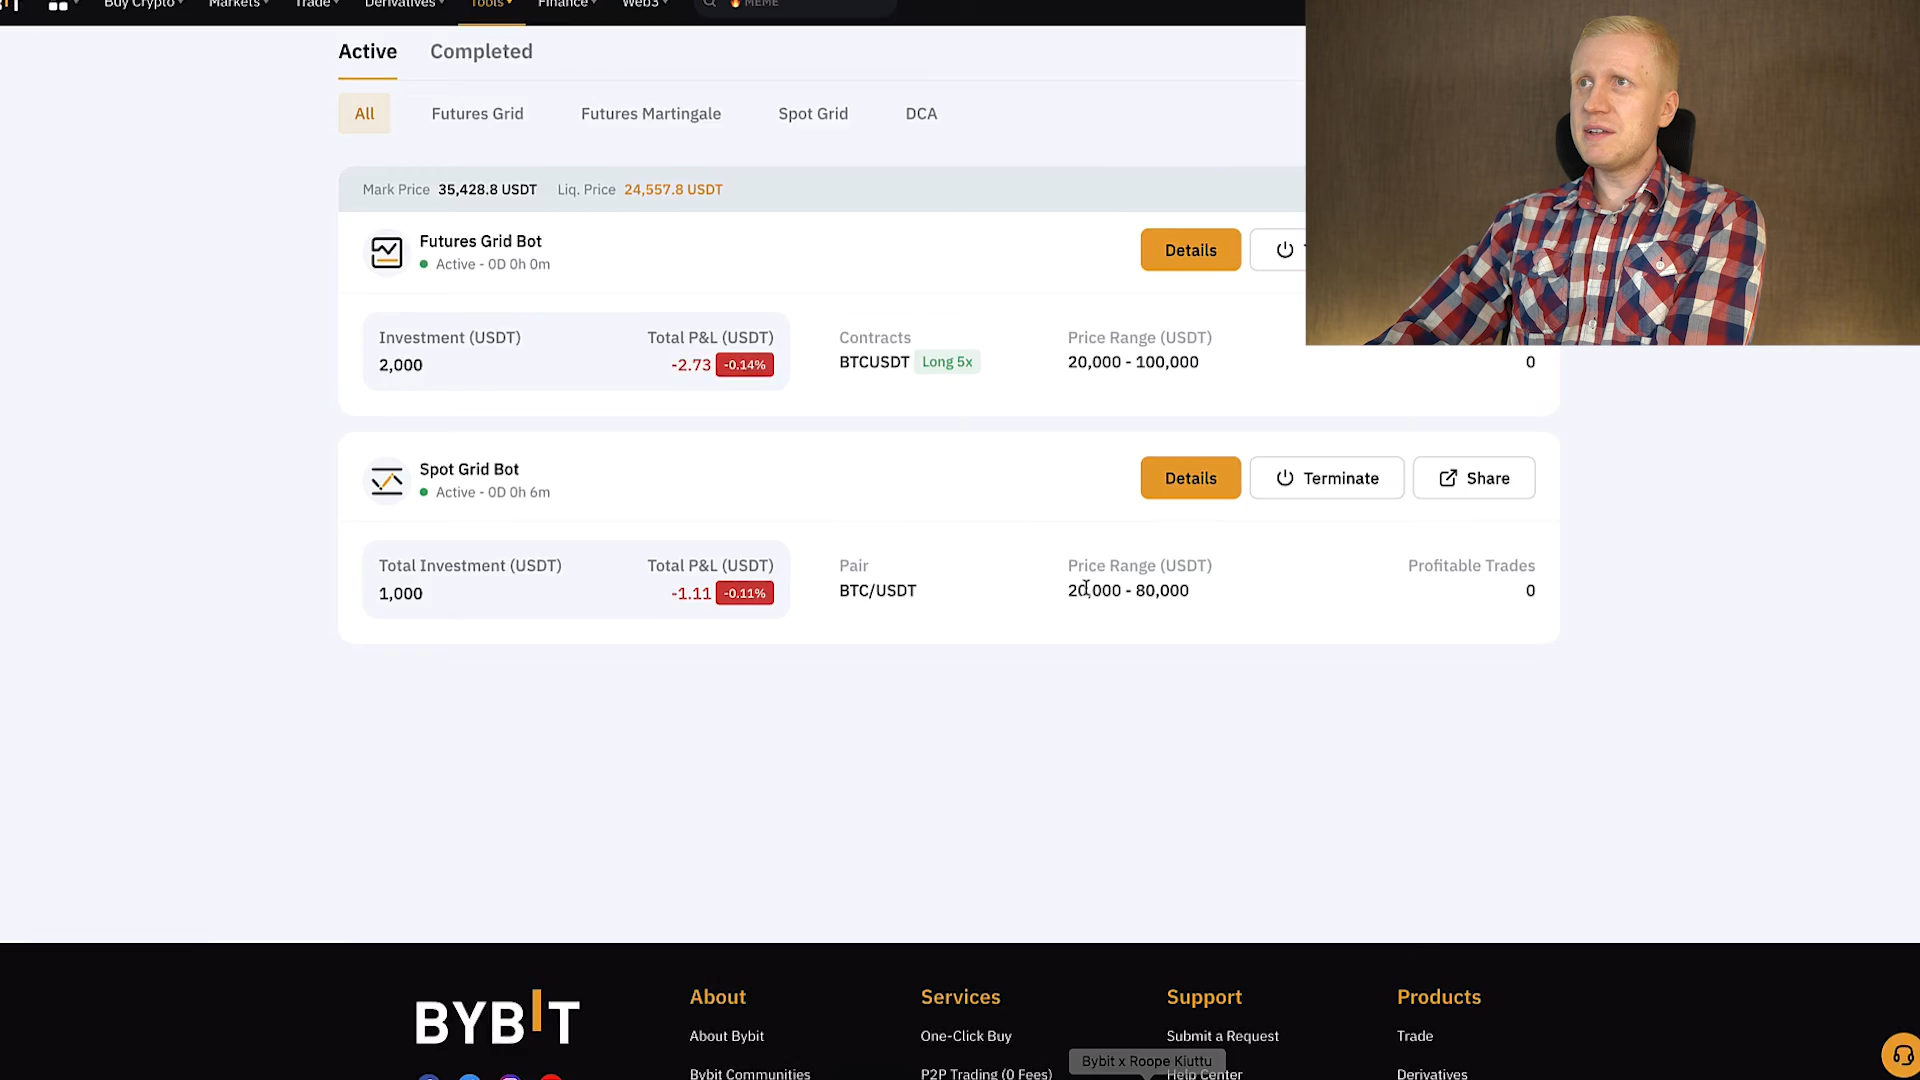 Buy Crypto Markets Trade Derivatives Tools Finance Web3 MEME
Active Completed
All Futures Grid Futures Martingale Spot Grid DCA
Mark Price 35,428.8 USDT Liq. Price 24,557.8 USDT
Futures Grid Bot
Active - 0D 0h 0m
Details
Investment (USDT) Total P&L (USDT) Contracts Price Range (USDT)
2,000 -2.73 -0.14% BTCUSDT Long 5x 20,000 - 100,000 0
Spot Grid Bot
Active - 0D 0h 6m
Details Terminate Share
Total Investment (USDT) Total P&L (USDT) Pair Price Range (USDT) Profitable Trades
1,000 -1.11 -0.11% BTC/USDT 20,000 - 80,000 0
BYBIT
About Services Support Products
About Bybit One-Click Buy Submit a Request Trade
Bybit x Roope Kiuttu
Bybit Communities P2P Trading (0 Fees) Help Center Derivatives